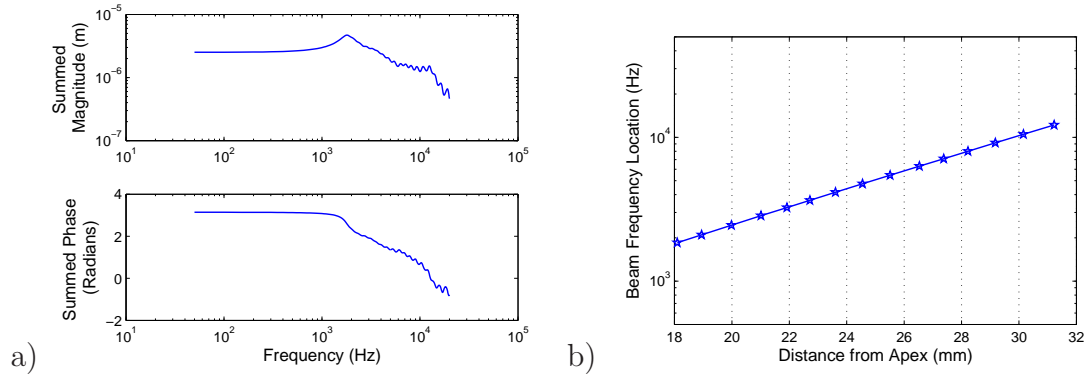 10^-5
10^-6
10^-7
Summed
Magnitude (m)
10^1 10^2 10^3 10^4 10^5
4
2
0
−2
Summed Phase
(Radians)
10^1 10^2 10^3 10^4 10^5
Frequency (Hz)
a)
10^4
10^3
Beam Frequency Location (Hz)
18 20 22 24 26 28 30 32
Distance from Apex (mm)
b)